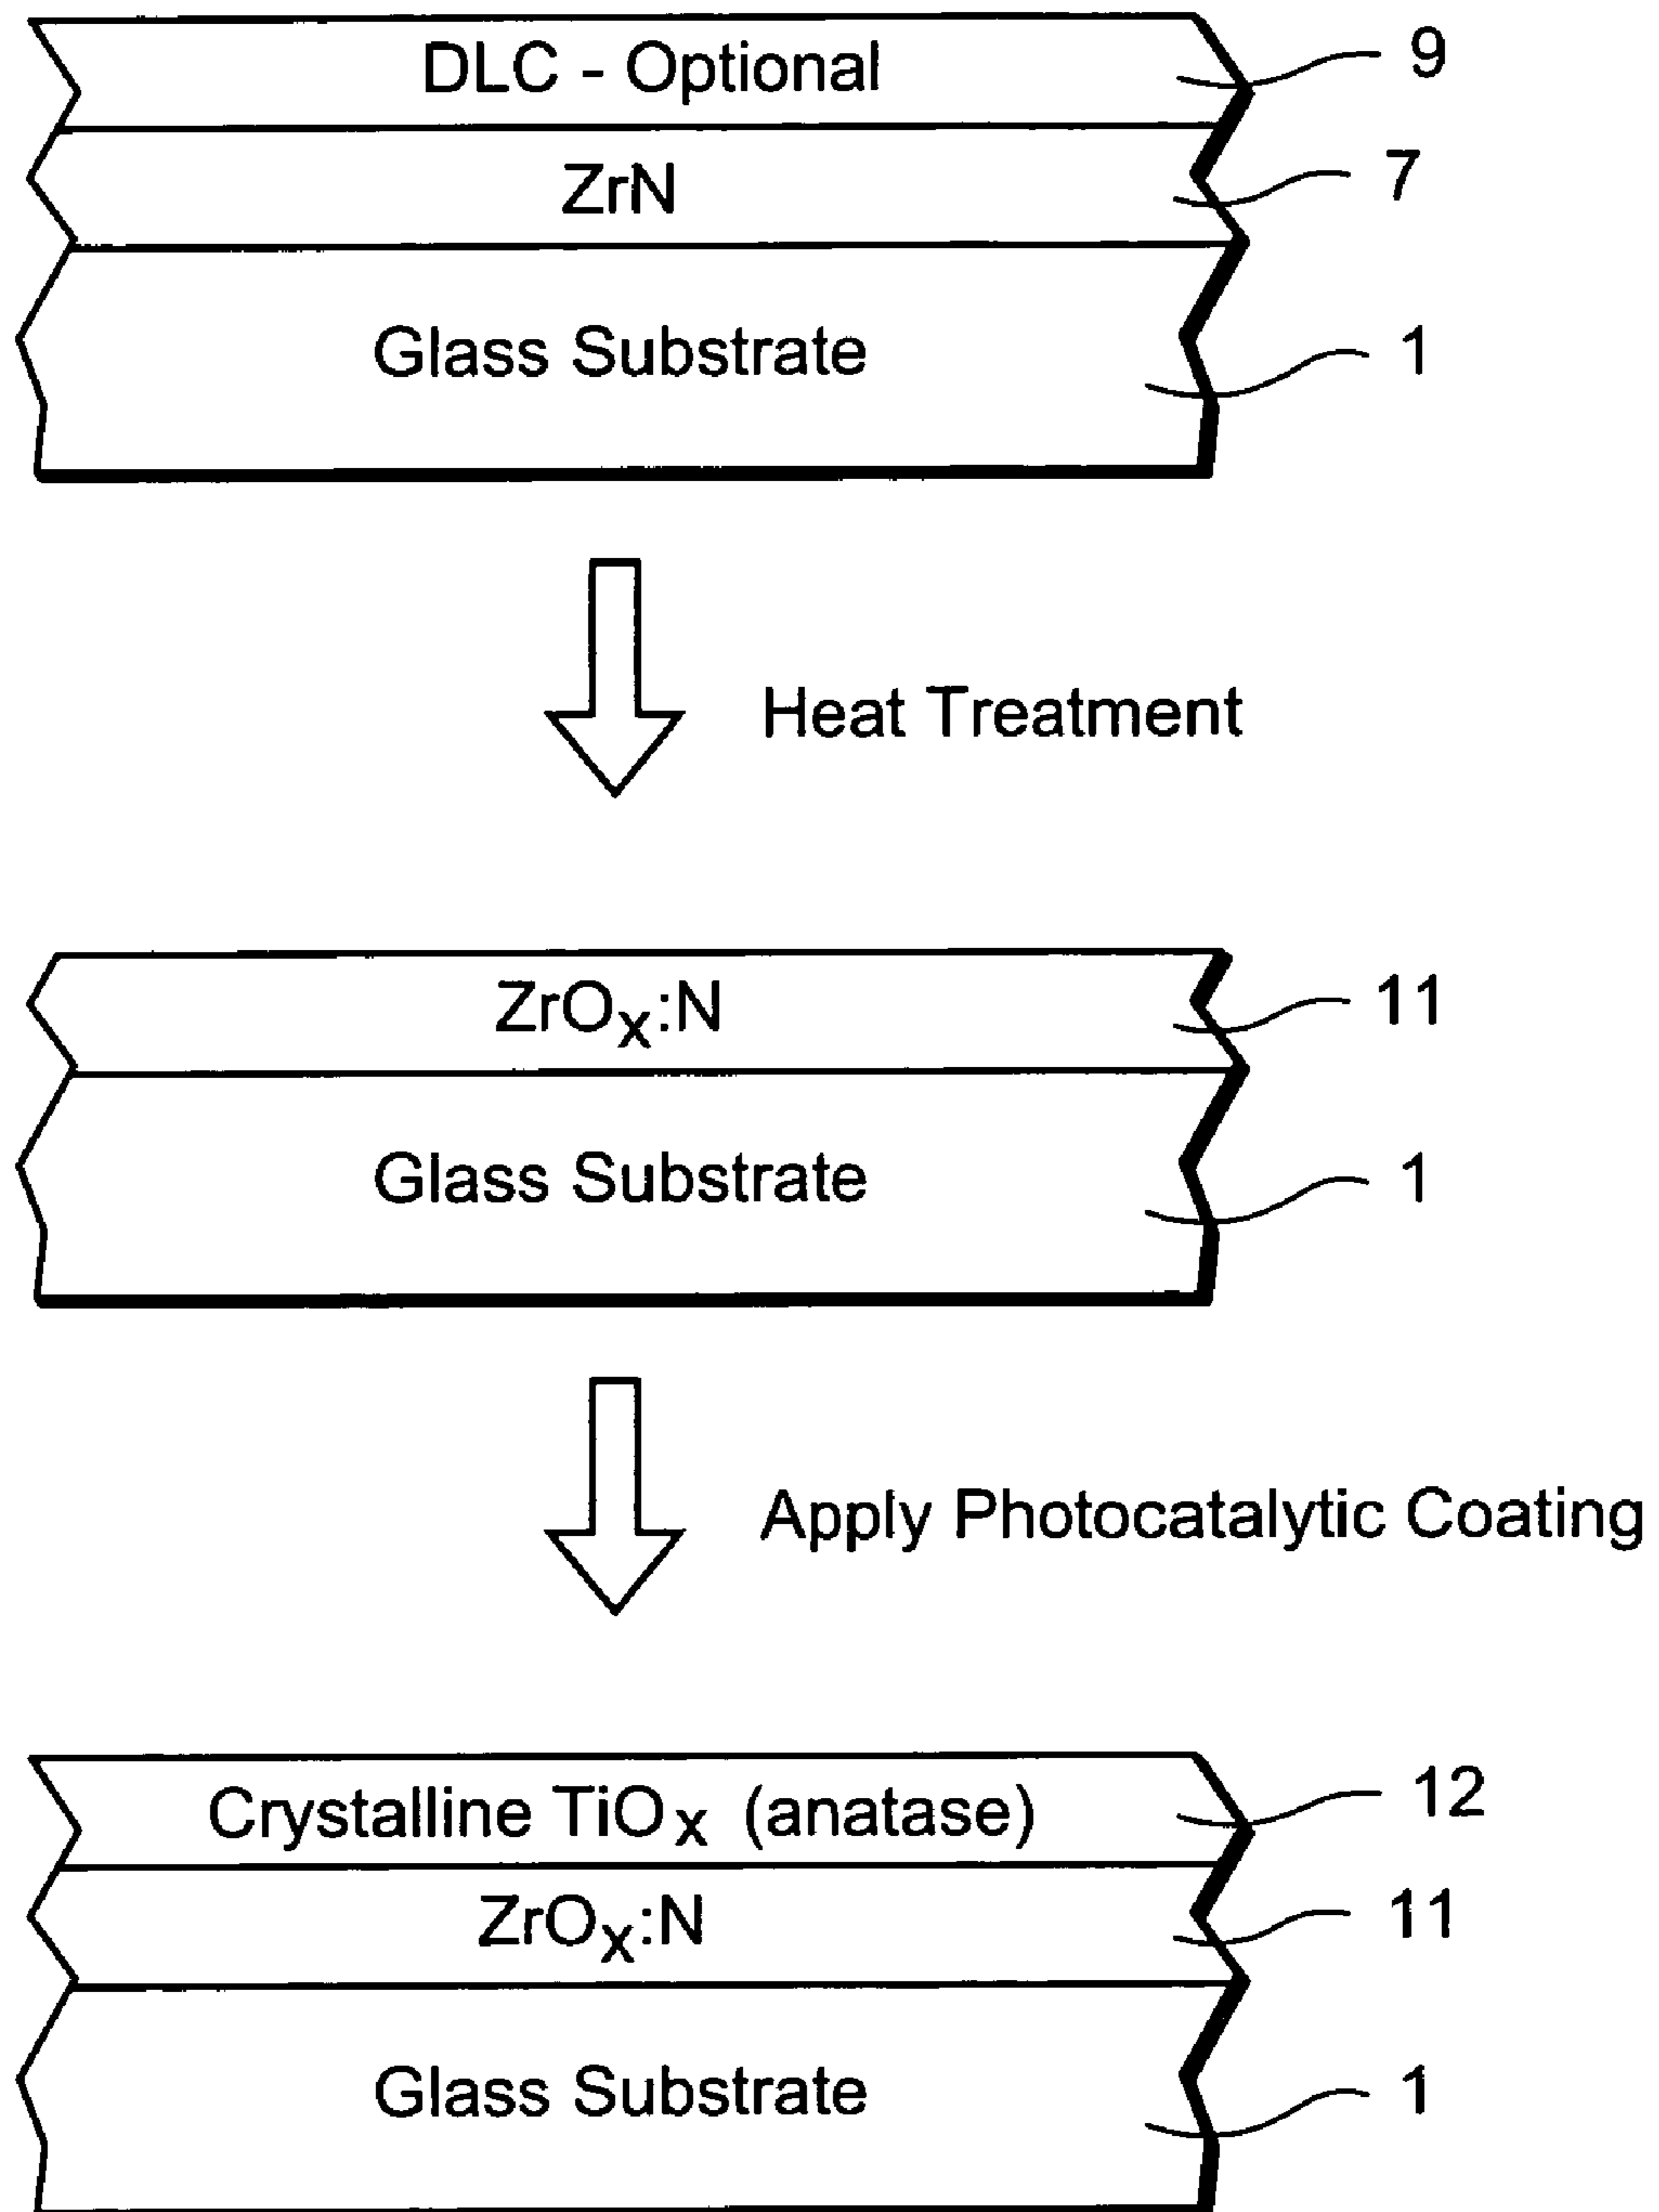 DLC - Optional 9
ZrN 7
Glass Substrate 1
Heat Treatment
ZrOx:N 11
Glass Substrate 1
Apply Photocatalytic Coating
Crystalline TiOx (anatase) 12
ZrOx:N 11
Glass Substrate 1